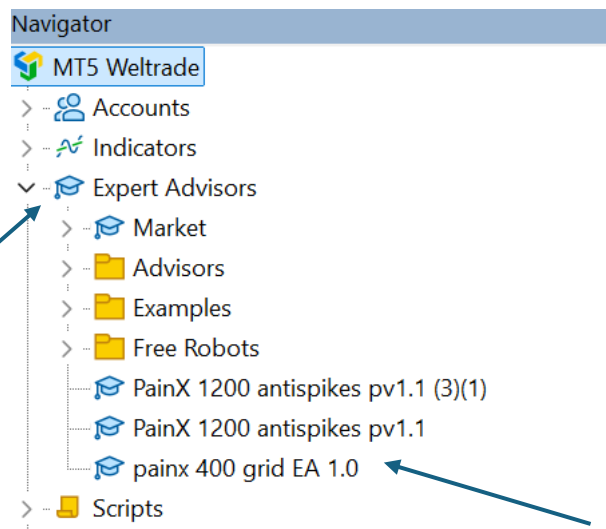 Navigator
MT5 Weltrade
Accounts
Indicators
Expert Advisors
Market
Advisors
Examples
Free Robots
PainX 1200 antispikes pv1.1 (3)(1)
PainX 1200 antispikes pv1.1
painx 400 grid EA 1.0
Scripts